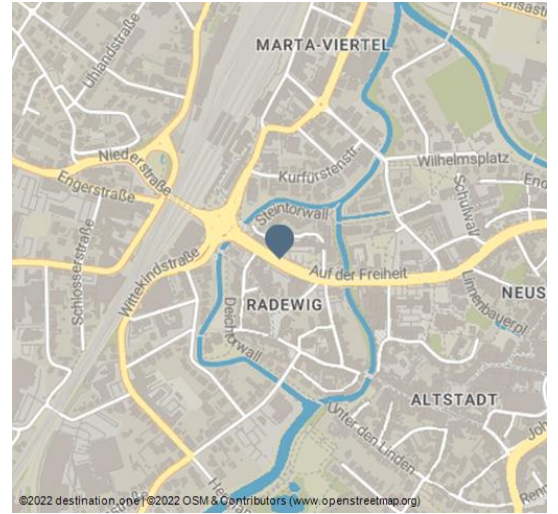 MARTA-VIERTEL
Uhlandstraße
Niederstraße
Engerstraße
Kurfürstenstr.
Wilhelmsplatz
Steintorwall
Schulwall
Schlosserstraße
Wittekindstraße
Auf der Freiheit
Linnenbauerpl.
NEUS
RADEWIG
Deichtorwall
ALTSTADT
Unter den Linden
©2022 destination.one | ©2022 OSM & Contributors (www.openstreetmap.org)